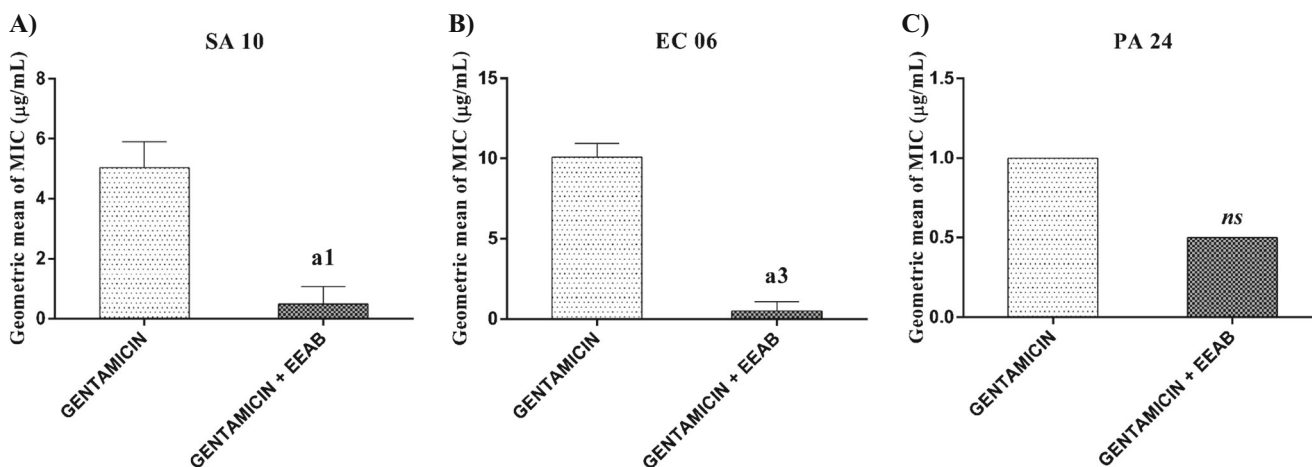 A)
SA 10
Geometric mean of MIC (µg/mL)
8
6
4
2
0
a1
GENTAMICIN
GENTAMICIN + EEAB
B)
EC 06
Geometric mean of MIC (µg/mL)
15
10
5
0
a3
GENTAMICIN
GENTAMICIN + EEAB
C)
PA 24
Geometric mean of MIC (µg/mL)
1.5
1.0
0.5
0.0
ns
GENTAMICIN
GENTAMICIN + EEAB